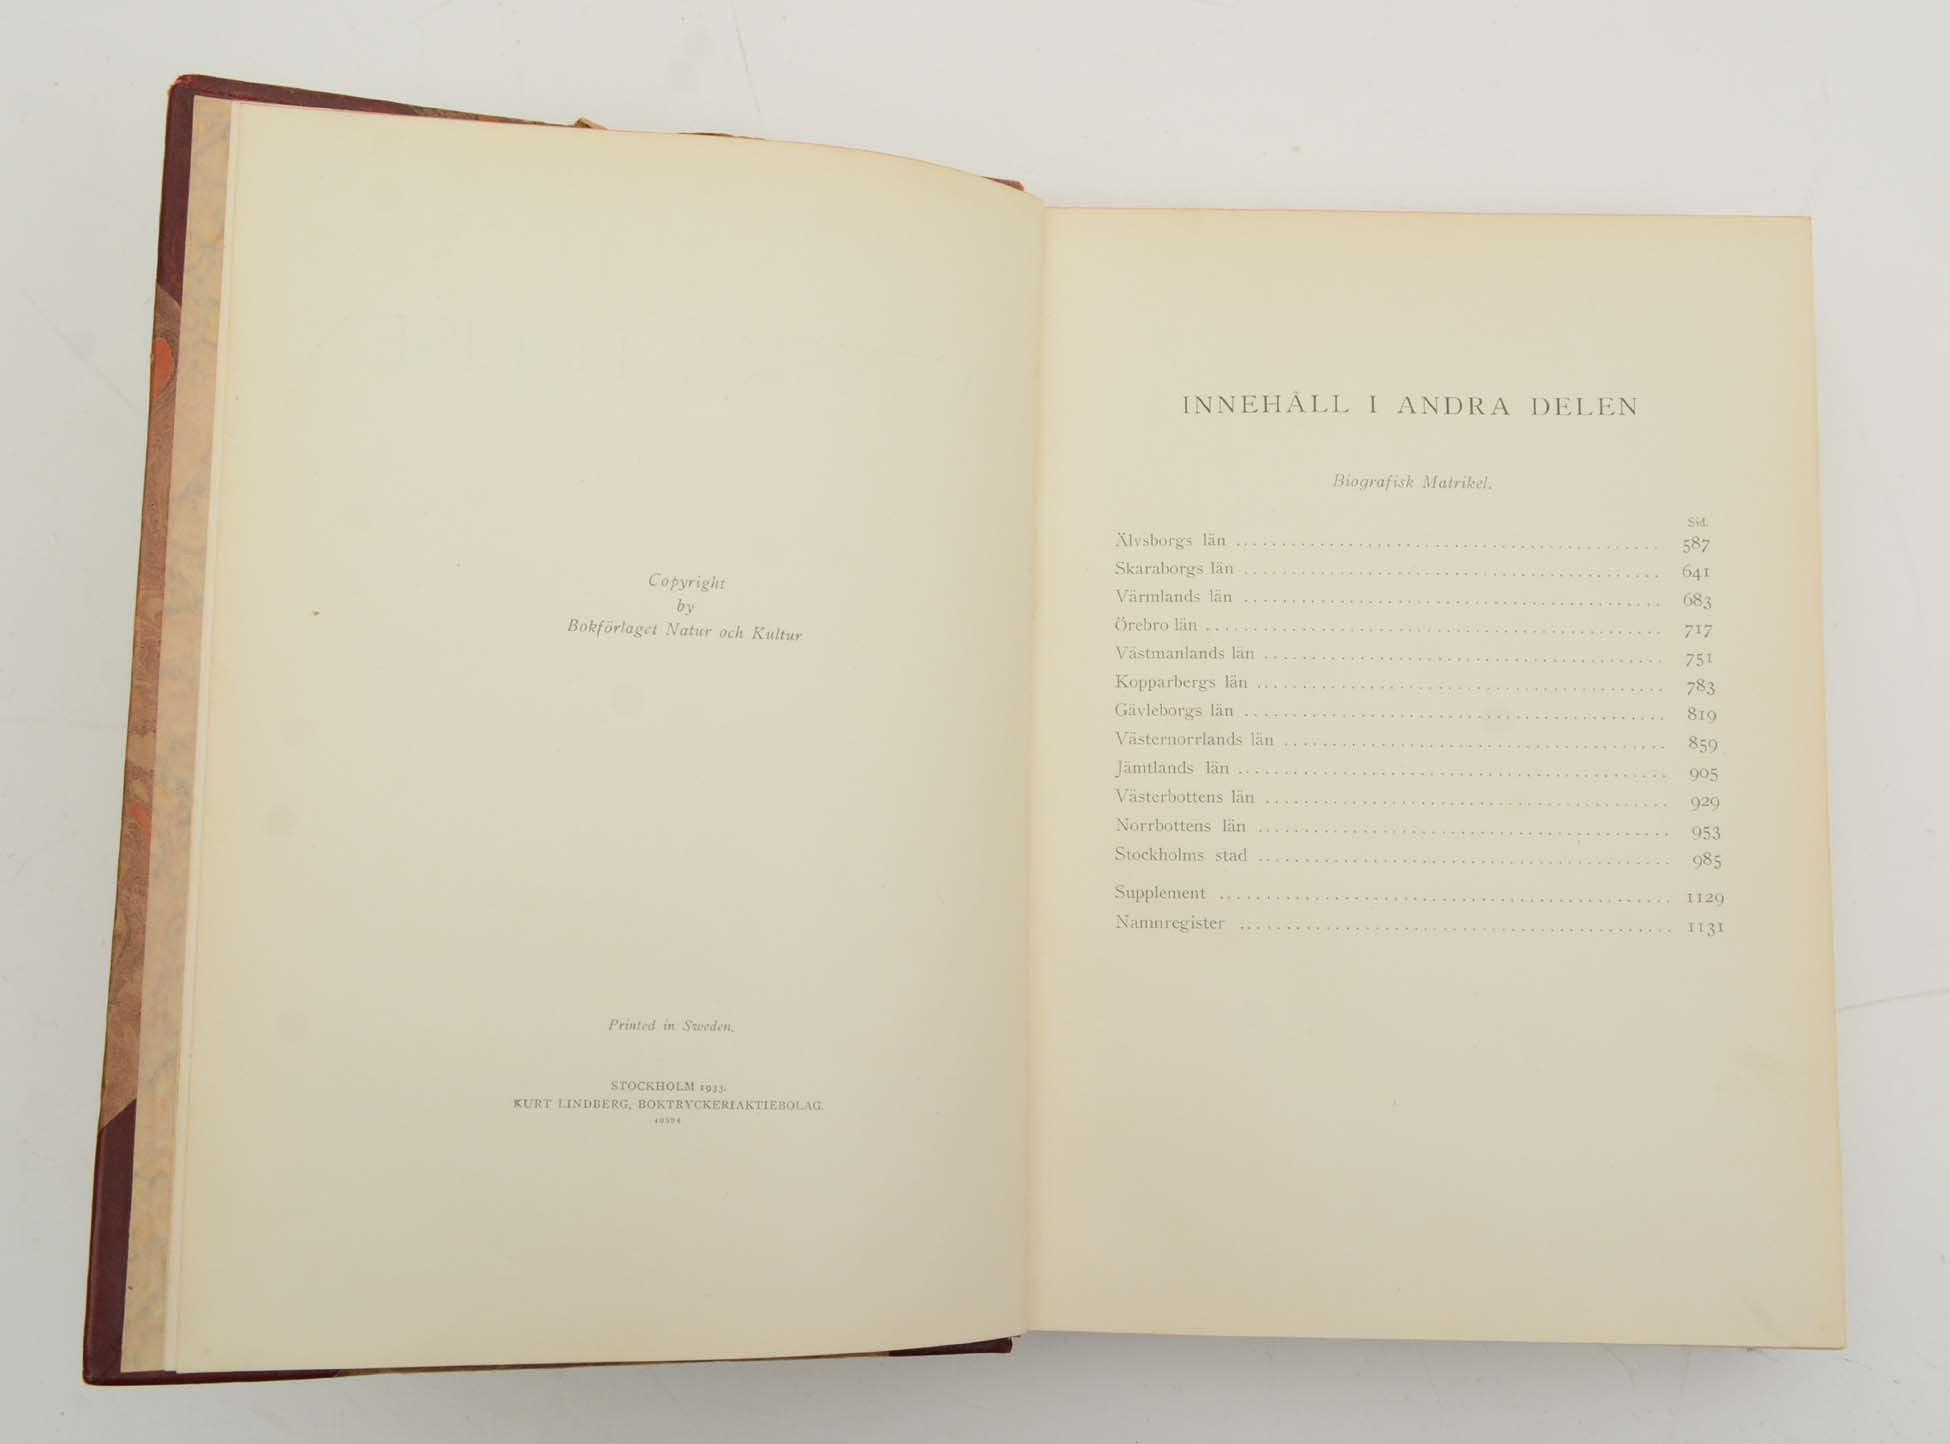 Copyright
by
Bokförlaget Natur och Kultur
Printed in Sweden.
STOCKHOLM 1933.
KURT LINDBERG, BOKTRYCKERIAKTIEBOLAG.
INNEHÅLL I ANDRA DELEN
Biografisk Matrikel.
Sid.
Älvsborgs län 587
Skaraborgs län 641
Värmlands län 683
Örebro län 717
Västmanlands län 751
Kopparbergs län 783
Gävleborgs län 819
Västernorrlands län 859
Jämtlands län 905
Västerbottens län 929
Norrbottens län 953
Stockholms stad 985
Supplement 1129
Namnregister 1131